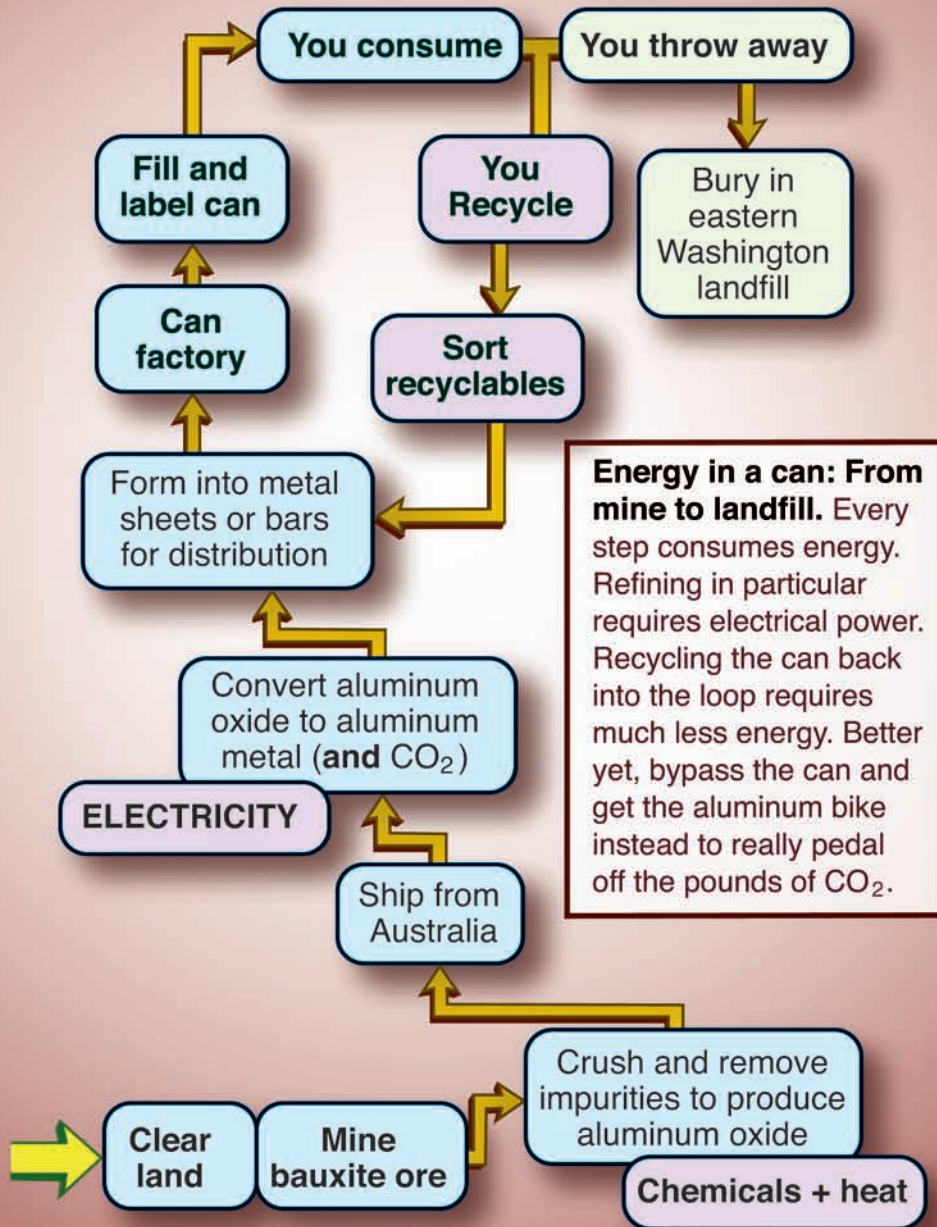 You consume
You throw away
Fill and
label can
You
Recycle
Bury in
eastern
Washington
landfill
Can
factory
Sort
recyclables
Form into metal
sheets or bars
for distribution
Energy in a can: From
mine to landfill. Every
step consumes energy.
Refining in particular
requires electrical power.
Recycling the can back
into the loop requires
much less energy. Better
yet, bypass the can and
get the aluminum bike
instead to really pedal
off the pounds of CO₂.
Convert aluminum
oxide to aluminum
metal (and CO₂)
ELECTRICITY
Ship from
Australia
Crush and remove
impurities to produce
aluminum oxide
Chemicals + heat
Clear
land
Mine
bauxite ore